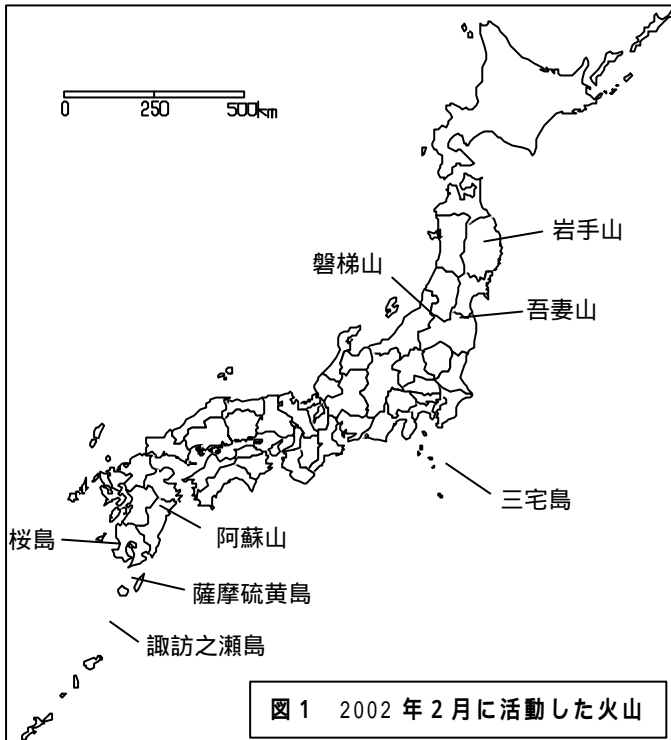 0 250 500km
岩手山
磐梯山
吾妻山
三宅島
桜島
阿蘇山
薩摩硫黄島
諏訪之瀬島
図1 2002年2月に活動した火山